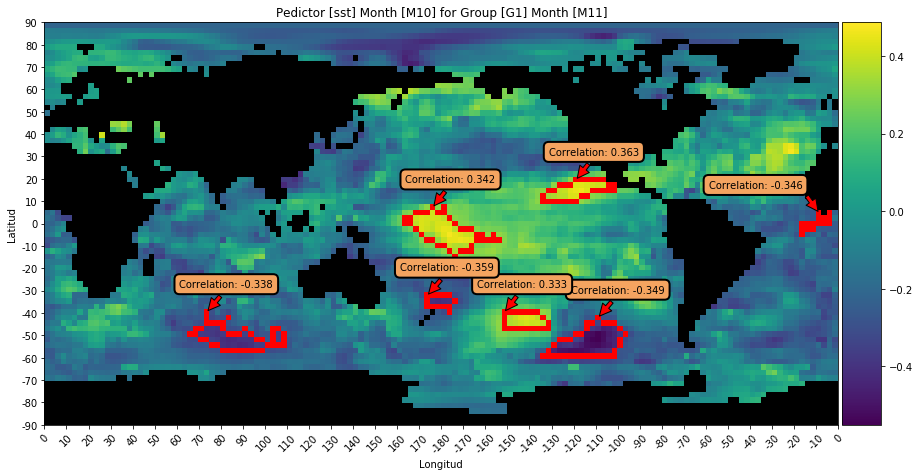 Pedictor [sst] Month [M10] for Group [G1] Month [M11]
90
80
70
60
50
40
30
20
10
0
-10
-20
-30
-40
-50
-60
-70
-80
-90
Latitud
Correlation: 0.363
Correlation: 0.342
Correlation: -0.346
Correlation: -0.359
Correlation: -0.338
Correlation: 0.333
Correlation: -0.349
0 10 20 30 40 50 60 70 80 90 100 110 120 130 140 150 160 170 -180 -170 -160 -150 -140 -130 -120 -110 -100 -90 -80 -70 -60 -50 -40 -30 -20 -10 0
Longitud
0.4
0.2
0.0
−0.2
−0.4